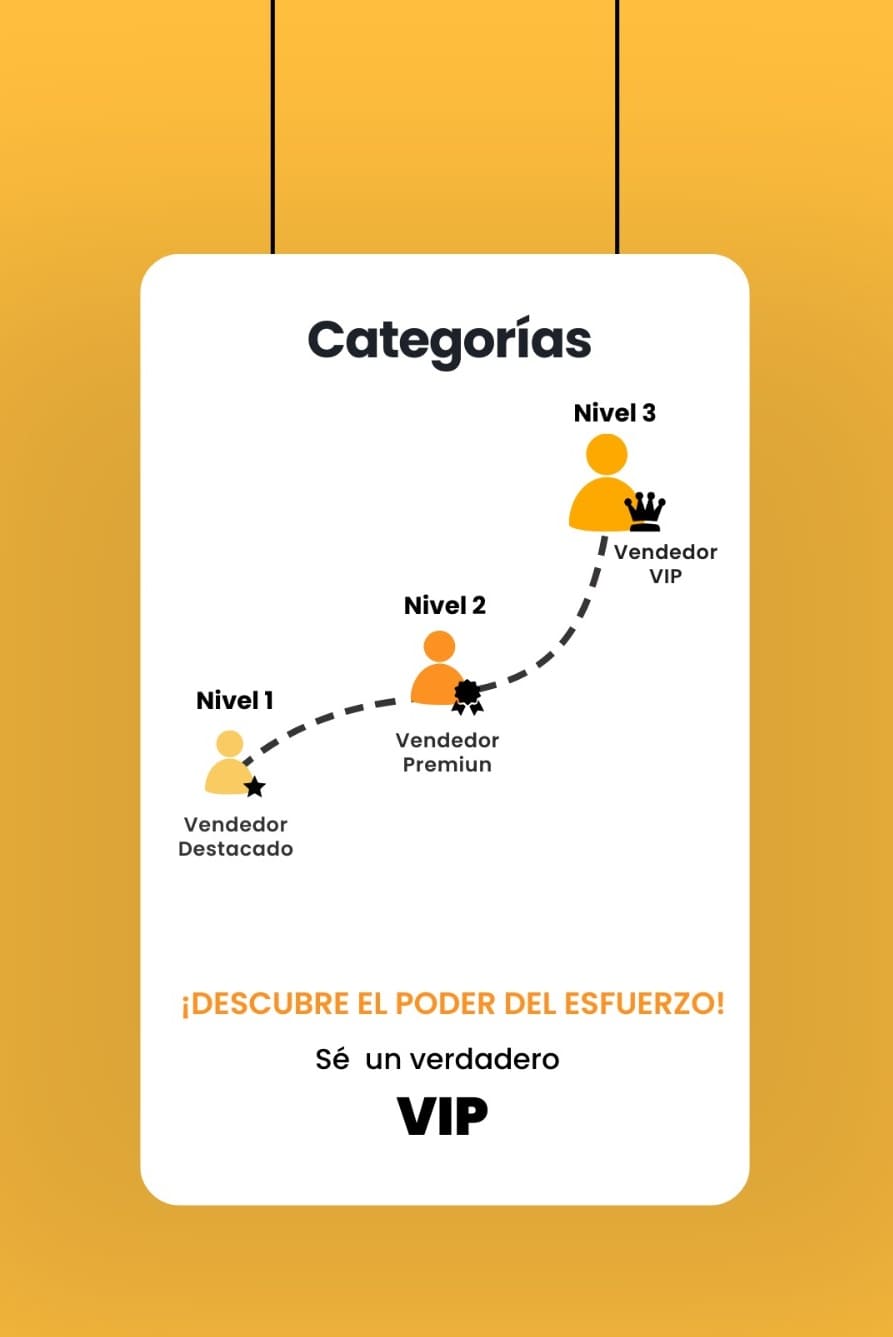 Categorías
Nivel 3
Vendedor
VIP
Nivel 2
Vendedor
Premiun
Nivel 1
Vendedor
Destacado
¡DESCUBRE EL PODER DEL ESFUERZO!
Sé un verdadero
VIP